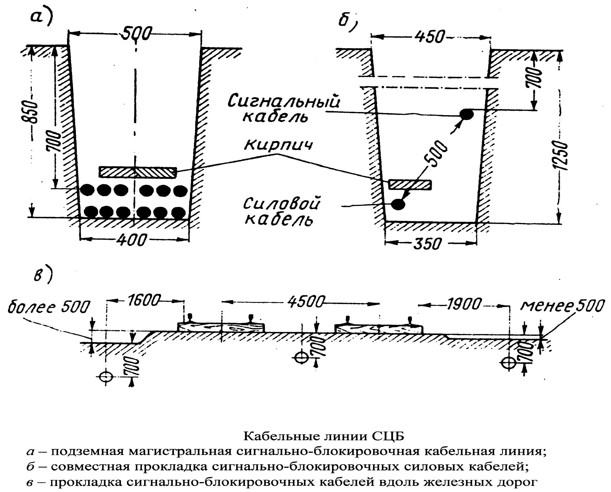 а)
500
850
700
400
б)
450
700
Сигнальный
кабель
Кирпич
500
Силовой
кабель
1250
350
в)
более 500
1600
4500
1900
менее 500
700
700
700
Кабельные линии СЦБ
а – подземная магистральная сигнально-блокировочная кабельная линия;
б – совместная прокладка сигнально-блокировочных силовых кабелей;
в – прокладка сигнально-блокировочных кабелей вдоль железных дорог